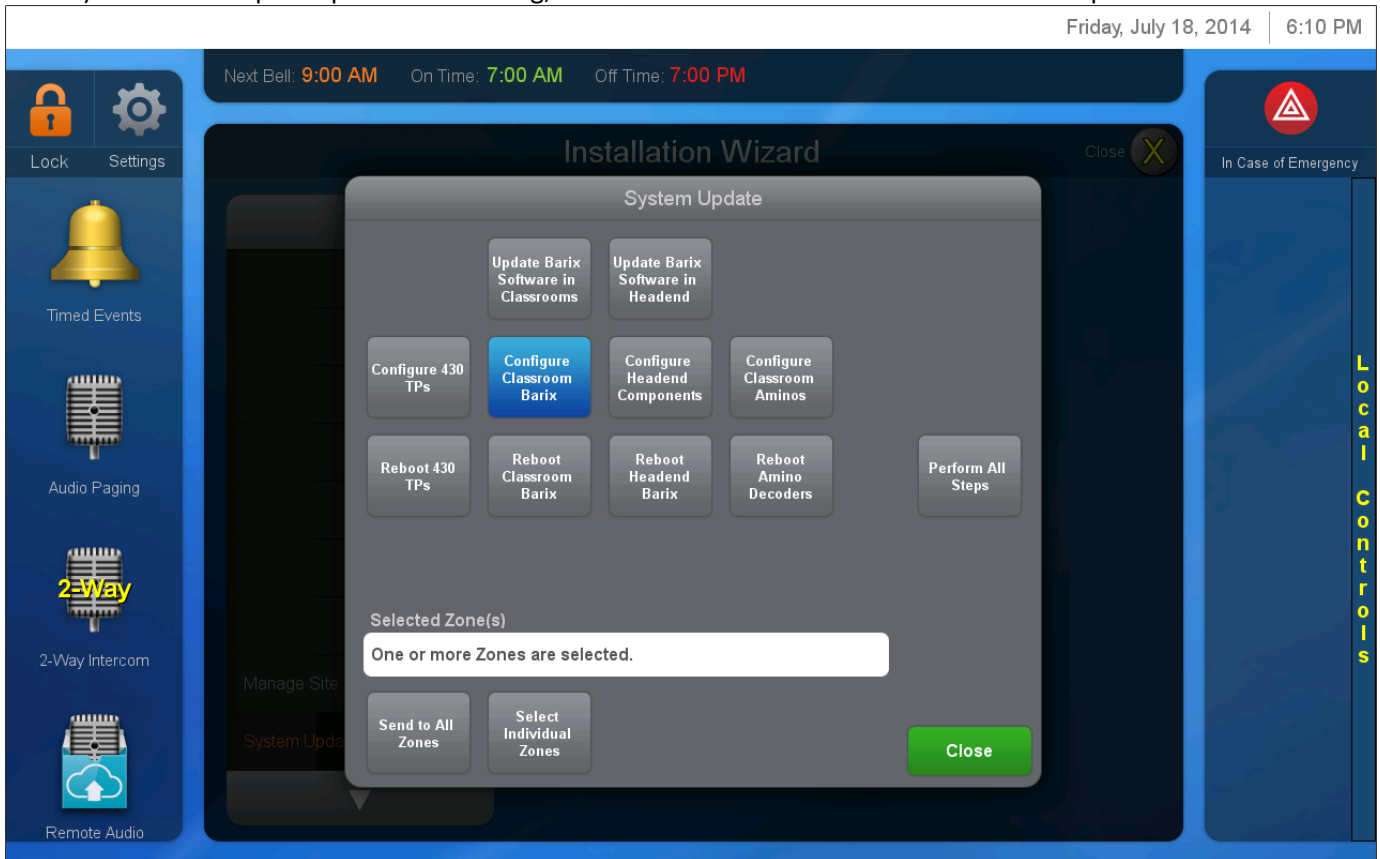 Friday, July 18, 2014 6:10 PM
Next Bell: 9:00 AM On Time: 7:00 AM Off Time: 7:00 PM
Lock Settings
Installation Wizard
Close X
In Case of Emergency
System Update
Update Barix
Software in
Classrooms
Update Barix
Software in
Headend
Timed Events
Configure 430
TPs
Configure
Classroom
Barix
Configure
Headend
Components
Configure
Classroom
Aminos
Reboot 430
TPs
Reboot
Classroom
Barix
Reboot
Headend
Barix
Reboot
Amino
Decoders
Perform All
Steps
Audio Paging
2-Way
2-Way Intercom
Selected Zone(s)
One or more Zones are selected.
Manage Site
System Upda
Send to All
Zones
Select
Individual
Zones
Close
Remote Audio
Local Controls